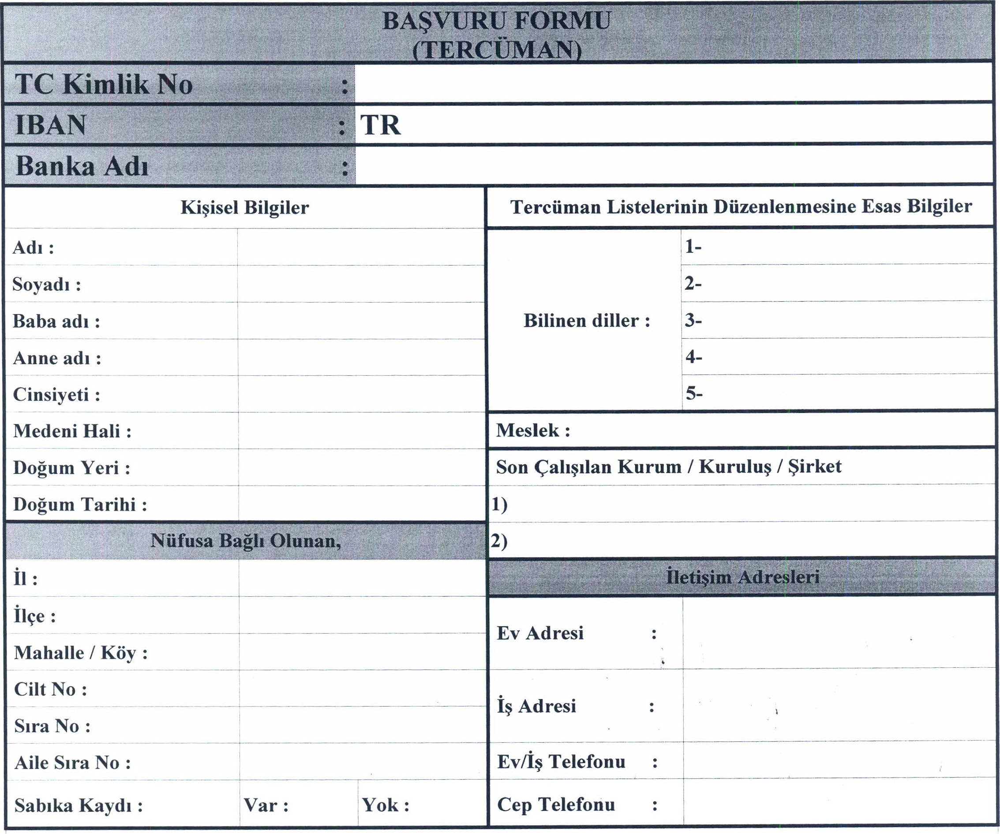 BAŞVURU FORMU
(TERCÜMAN)
TC Kimlik No :
IBAN : TR
Banka Adı :
Kişisel Bilgiler
Adı :
Soyadı :
Baba adı :
Anne adı :
Cinsiyeti :
Medeni Hali :
Doğum Yeri :
Doğum Tarihi :
Nüfusa Bağlı Olunan,
İl :
İlçe :
Mahalle / Köy :
Cilt No :
Sıra No :
Aile Sıra No :
Sabıka Kaydı : Var : Yok :
Tercüman Listelerinin Düzenlenmesine Esas Bilgiler
Bilinen diller :
1-
2-
3-
4-
5-
Meslek :
Son Çalışılan Kurum / Kuruluş / Şirket
1)
2)
İletişim Adresleri
Ev Adresi :
İş Adresi :
Ev/İş Telefonu :
Cep Telefonu :